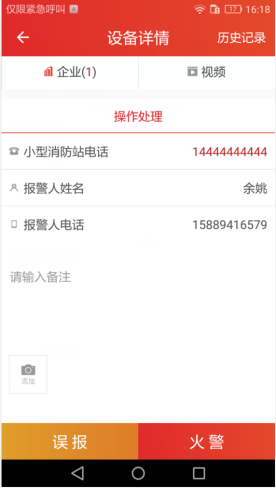 仅限紧急呼叫 37 16:18
设备详情 历史记录
企业(1) 视频
操作处理
小型消防站电话 14444444444
报警人姓名 余姚
报警人电话 15889416579
请输入备注
添加
误报 火警